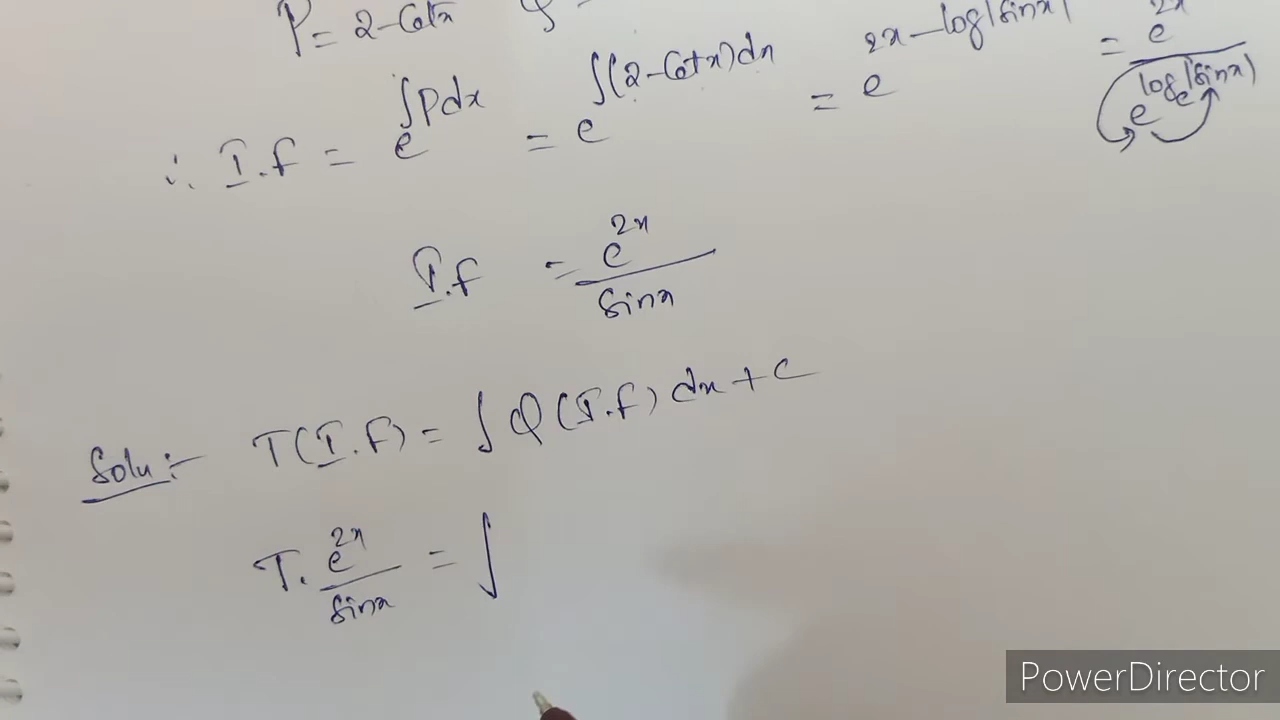 P = 2-Cotx
∴ I.f = e^∫Pdx = e^∫(2-Cotx)dx = e^2x-log|sinx| = e^2x / e^log_e|sinx|
I.f = e^2x / sinx
Solu:- T(I.F) = ∫Q(I.f) dx + c
T. e^2x / sinx = ∫
PowerDirector